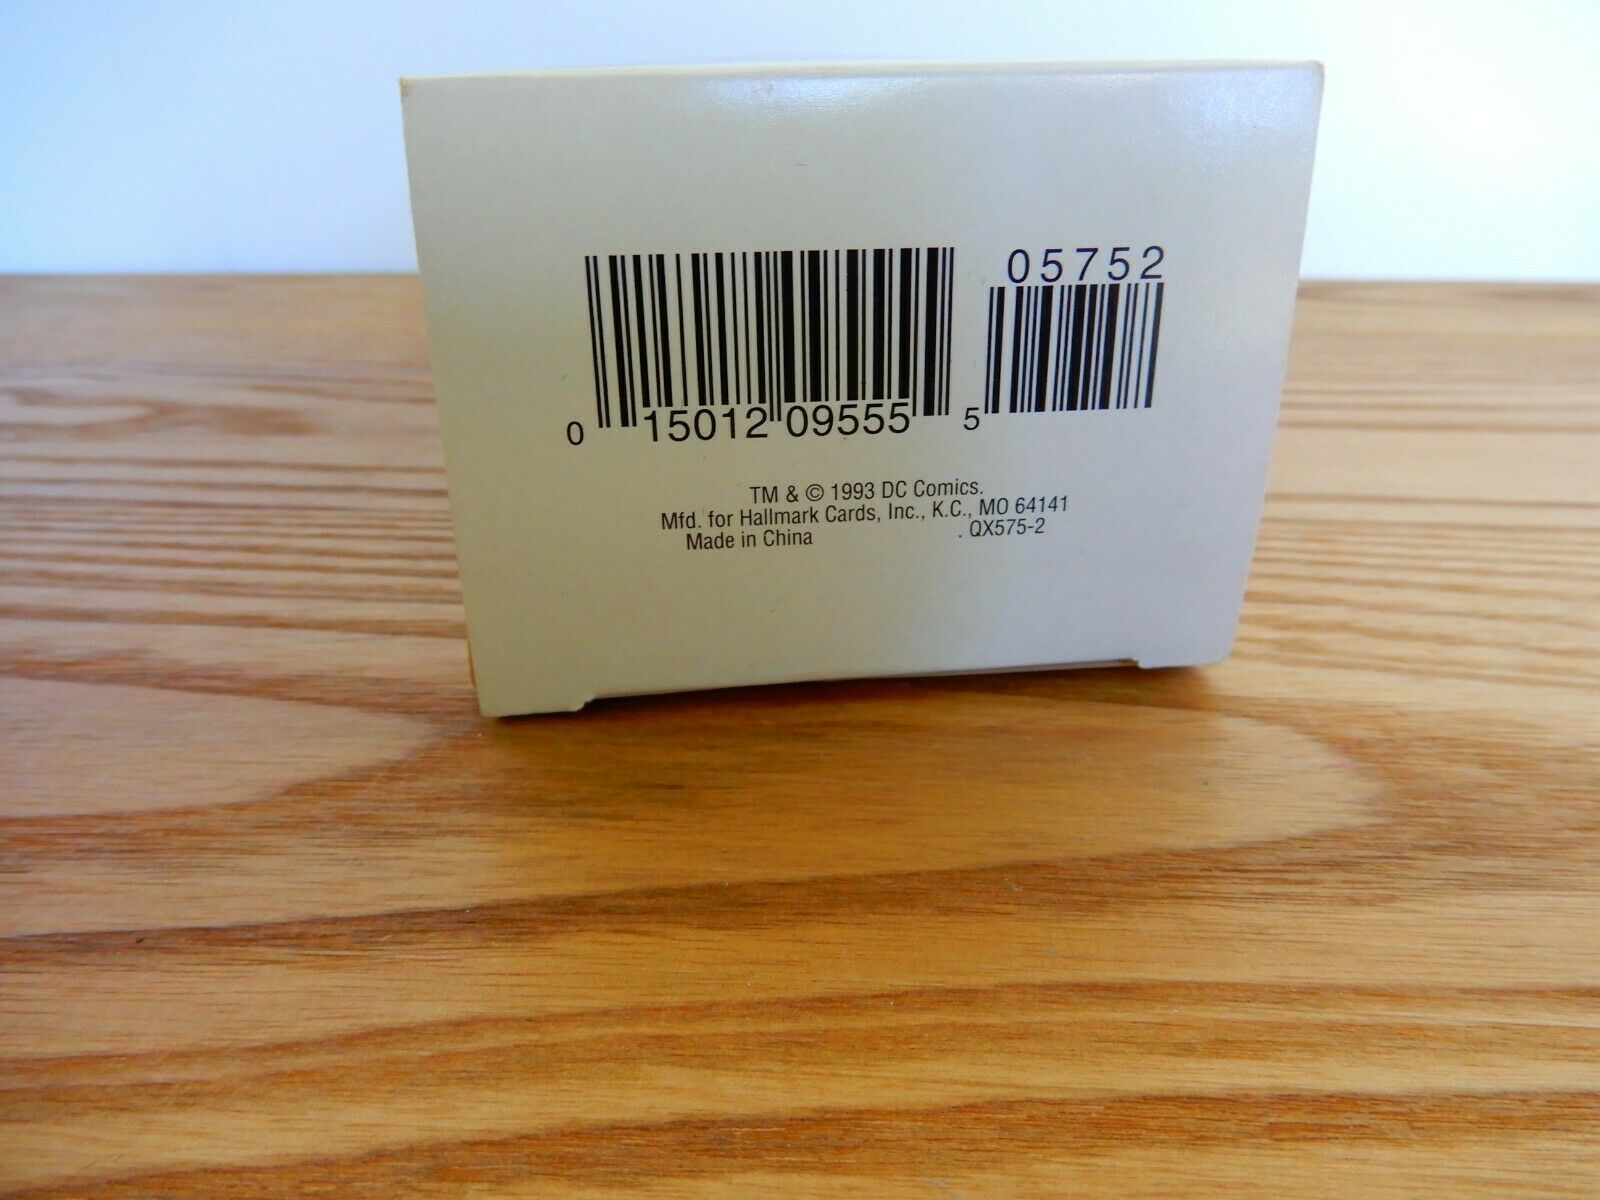 05752
0 15012 09555 5
TM & © 1993 DC Comics.
Mfd. for Hallmark Cards, Inc., K.C., MO 64141
Made in China . QX575-2